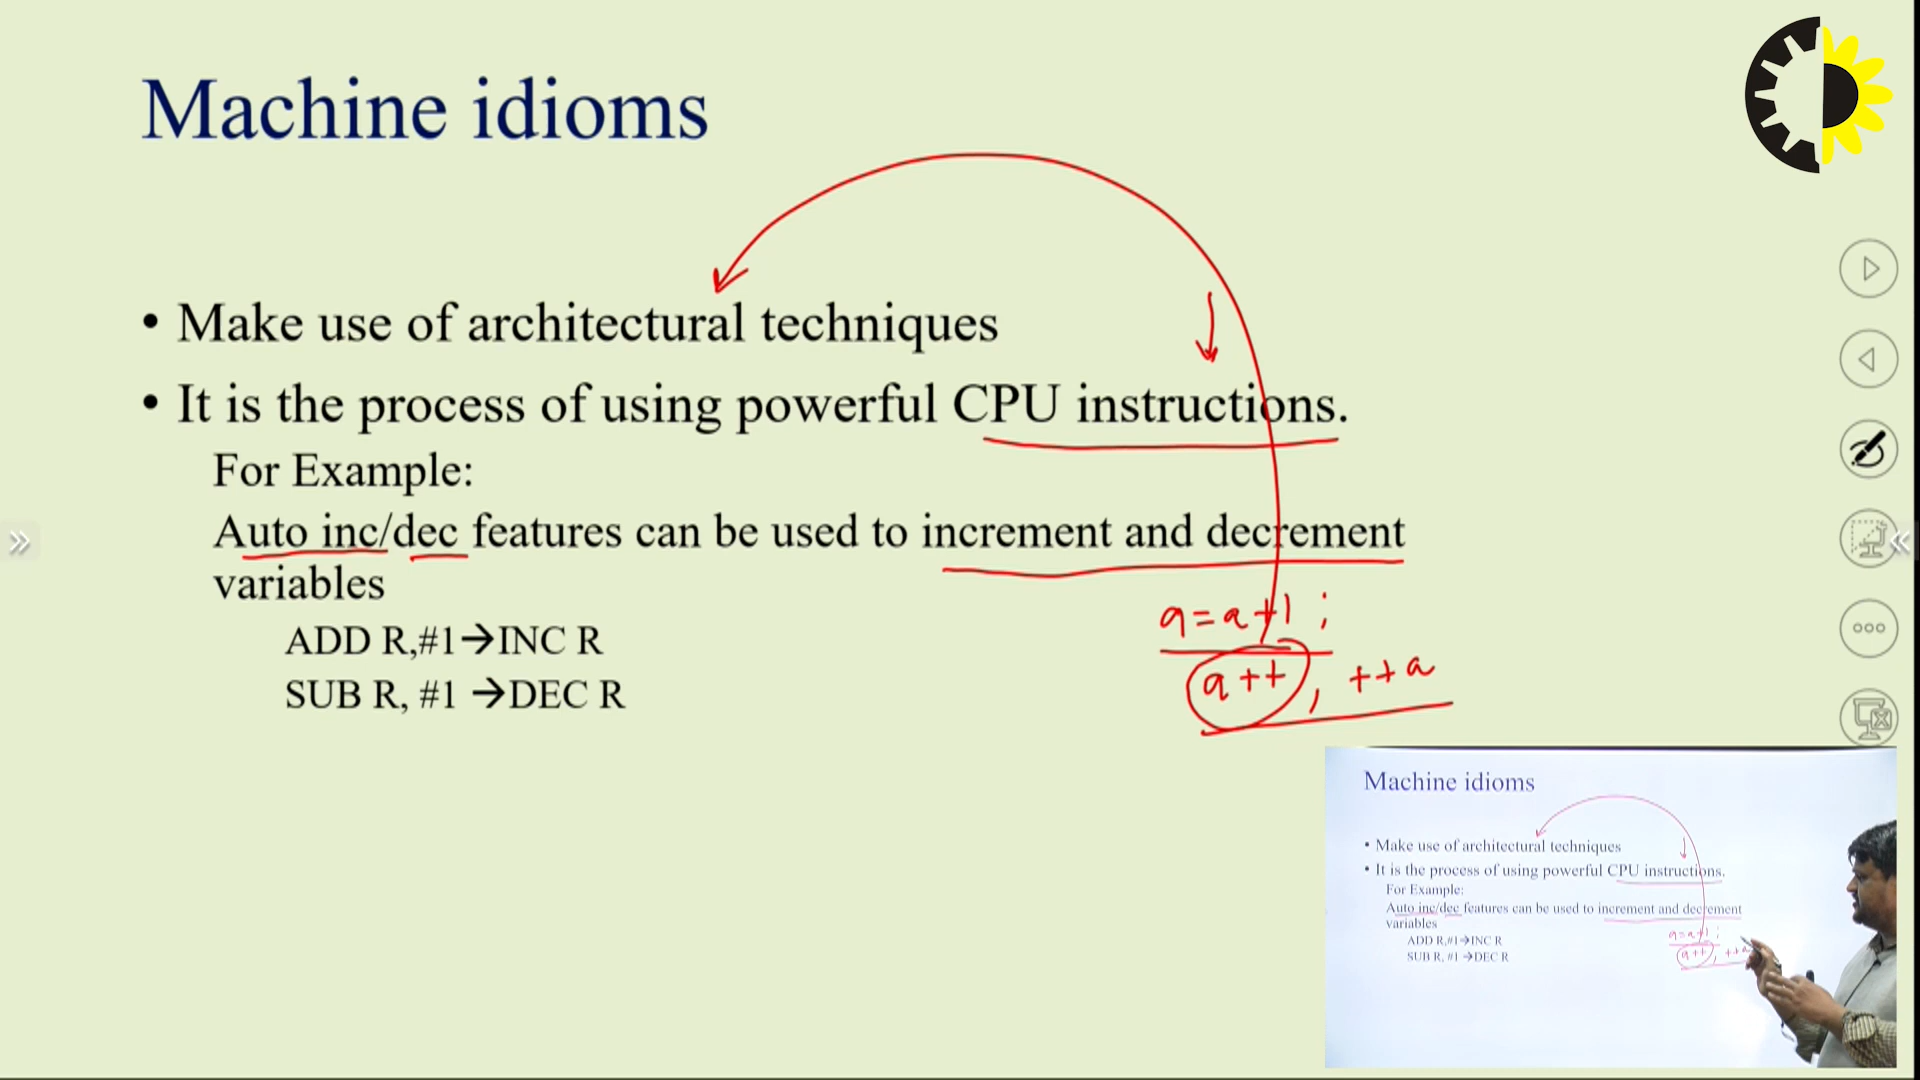 Machine idioms
• Make use of architectural techniques
• It is the process of using powerful CPU instructions.
For Example:
Auto inc/dec features can be used to increment and decrement
variables
ADD R,#1→INC R
SUB R, #1 →DEC R
a=a+1 ;
a++ , ++a
Machine idioms
• Make use of architectural techniques
• It is the process of using powerful CPU instructions.
For Example:
Auto inc/dec features can be used to increment and decrement
variables
ADD R,#1→INC R
SUB R, #1 →DEC R
a=a+1 ;
a++ , ++a